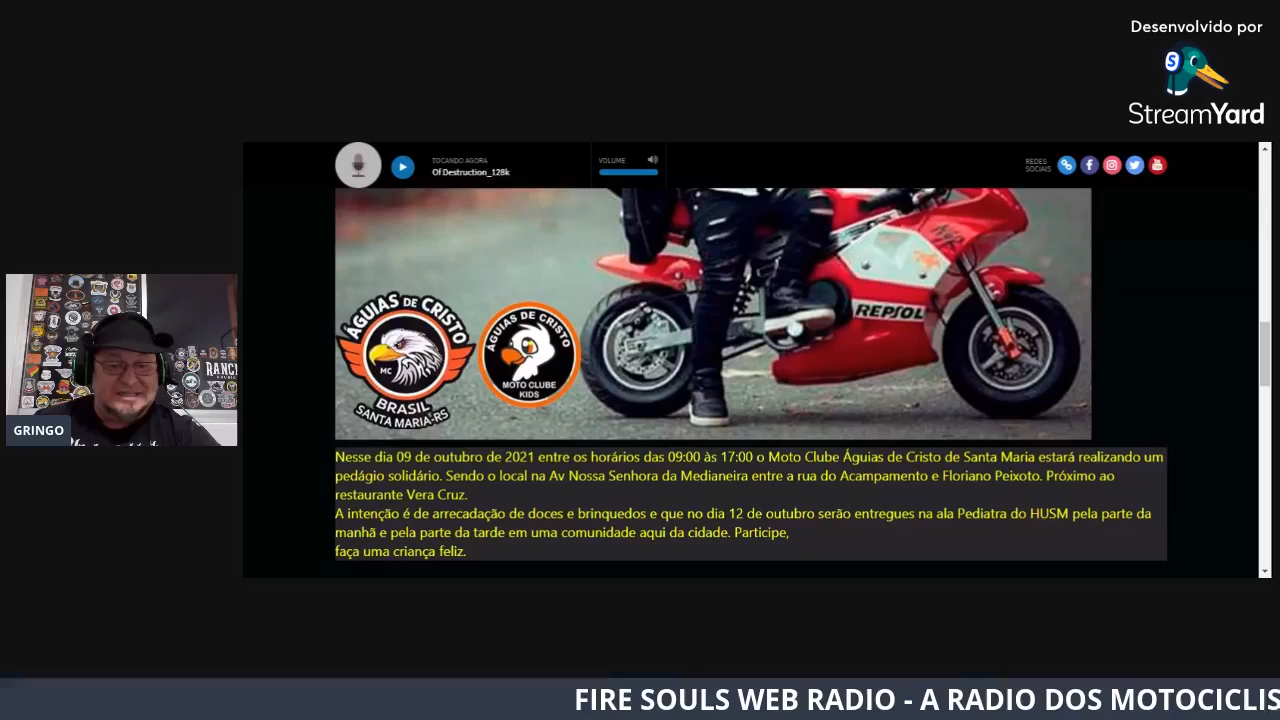 Desenvolvido por
StreamYard
TOCANDO AGORA
Of Destruction_128k
VOLUME
REDES
SOCIAIS
REPSOL
ÁGUIAS DE CRISTO
MC
BRASIL
SANTA MARIA-RS
ÁGUIAS DE CRISTO
MOTO CLUBE
KIDS
GRINGO
Nesse dia 09 de outubro de 2021 entre os horários das 09:00 às 17:00 o Moto Clube Águias de Cristo de Santa Maria estará realizando um
pedágio solidário. Sendo o local na Av Nossa Senhora da Medianeira entre a rua do Acampamento e Floriano Peixoto. Próximo ao
restaurante Vera Cruz.
A intenção é de arrecadação de doces e brinquedos e que no dia 12 de outubro serão entregues na ala Pediatra do HUSM pela parte da
manhã e pela parte da tarde em uma comunidade aqui da cidade. Participe,
faça uma criança feliz.
FIRE SOULS WEB RADIO - A RADIO DOS MOTOCICLIS